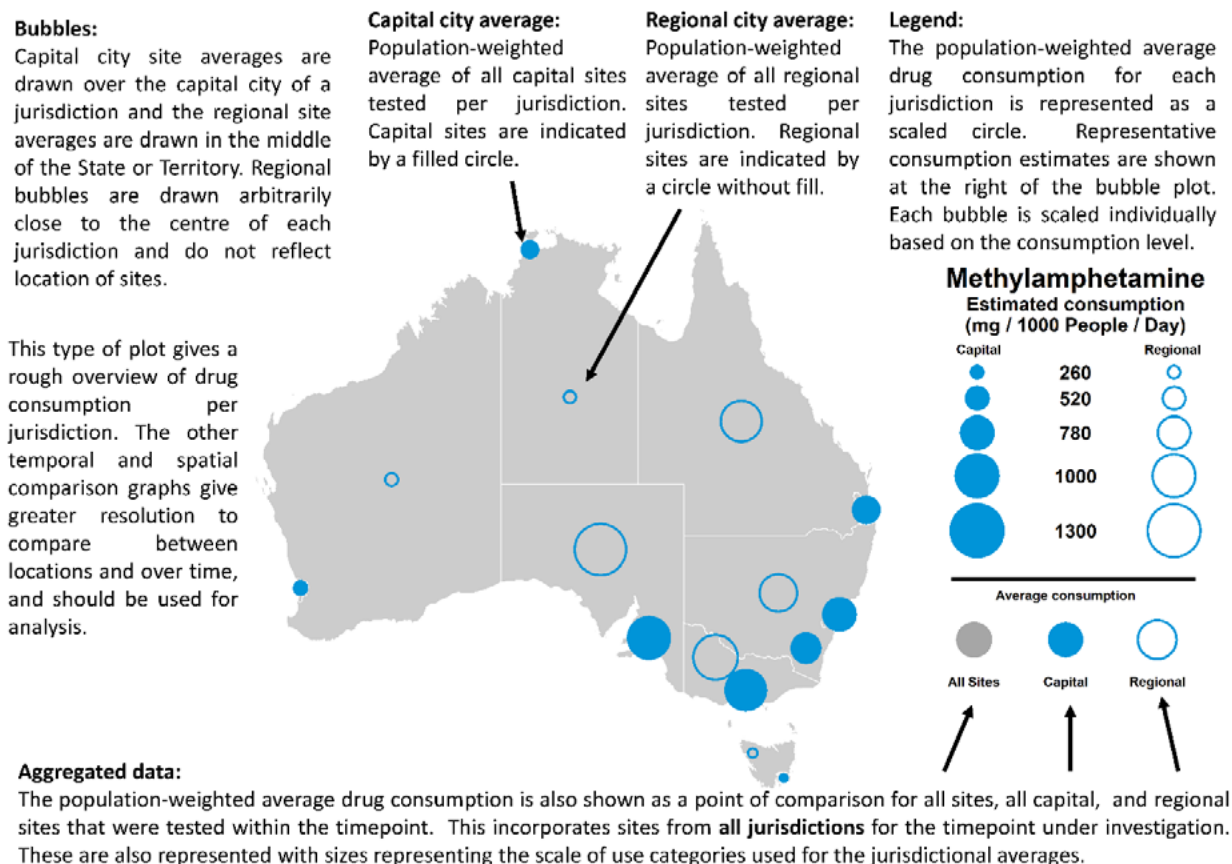 Bubbles:
Capital city site averages are
drawn over the capital city of a
jurisdiction and the regional site
averages are drawn in the middle
of the State or Territory. Regional
bubbles are drawn arbitrarily
close to the centre of each
jurisdiction and do not reflect
location of sites.
This type of plot gives a
rough overview of drug
consumption per
jurisdiction. The other
temporal and spatial
comparison graphs give
greater resolution to
compare between
locations and over time,
and should be used for
analysis.
Capital city average:
Population-weighted
average of all capital sites
tested per jurisdiction.
Capital sites are indicated
by a filled circle.
Regional city average:
Population-weighted
average of all regional
sites tested per
jurisdiction. Regional
sites are indicated by
a circle without fill.
Legend:
The population-weighted average
drug consumption for each
jurisdiction is represented as a
scaled circle. Representative
consumption estimates are shown
at the right of the bubble plot.
Each bubble is scaled individually
based on the consumption level.
Methylamphetamine
Estimated consumption
(mg / 1000 People / Day)
Capital Regional
260
520
780
1000
1300
Average consumption
All Sites Capital Regional
Aggregated data:
The population-weighted average drug consumption is also shown as a point of comparison for all sites, all capital, and regional
sites that were tested within the timepoint. This incorporates sites from all jurisdictions for the timepoint under investigation.
These are also represented with sizes representing the scale of use categories used for the jurisdictional averages.